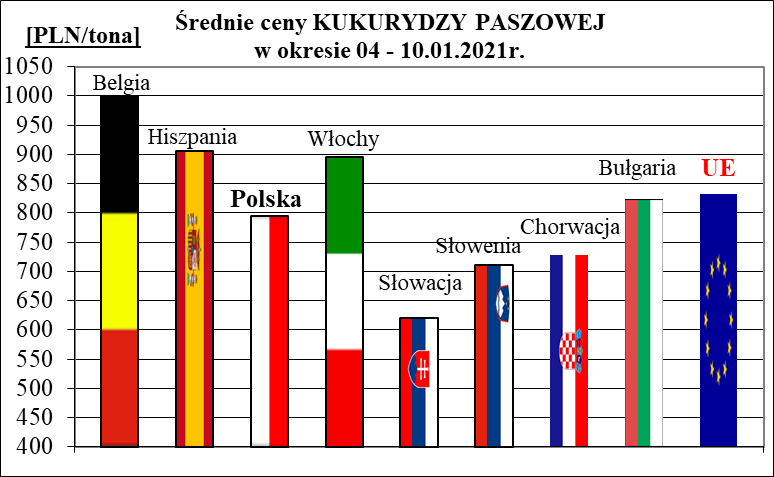 Średnie ceny KUKURYDZY PASZOWEJ
w okresie 04 - 10.01.2021r.
[PLN/tona]
1050
1000
950
900
850
800
750
700
650
600
550
500
450
400
Belgia
Hiszpania
Polska
Włochy
Słowacja
Słowenia
Chorwacja
Bułgaria
UE